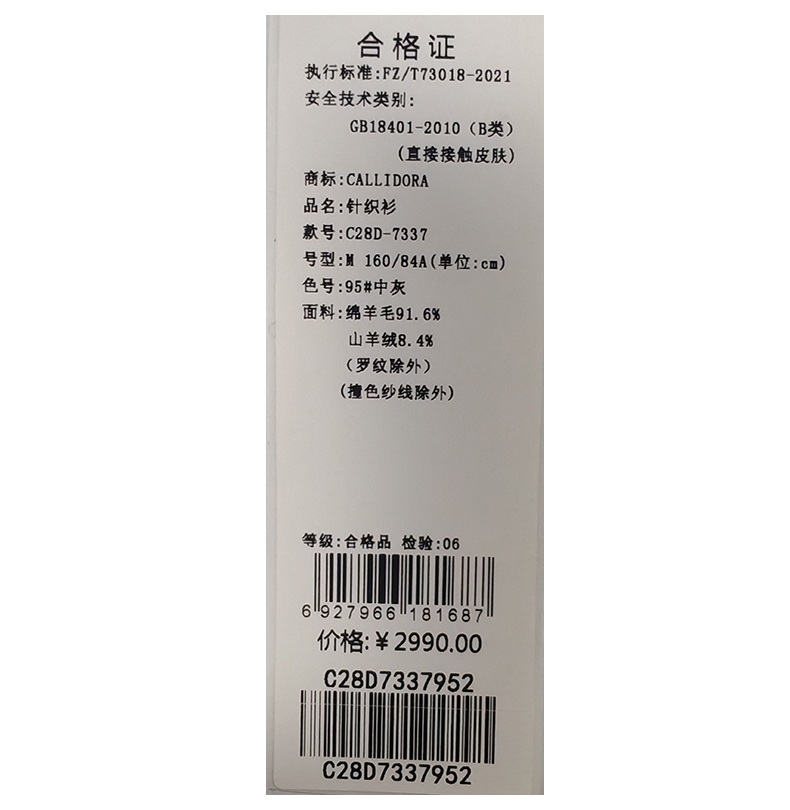 合格证
执行标准:FZ/T73018-2021
安全技术类别:
GB18401-2010（B类）
(直接接触皮肤)
商标:CALLIDORA
品名:针织衫
款号:C28D-7337
号型:M 160/84A(单位:cm)
色号:95#中灰
面料:绵羊毛91.6%
山羊绒8.4%
（罗纹除外）
(撞色纱线除外)
等级:合格品 检验:06
6 927966 181687
价格:￥2990.00
C28D7337952
C28D7337952